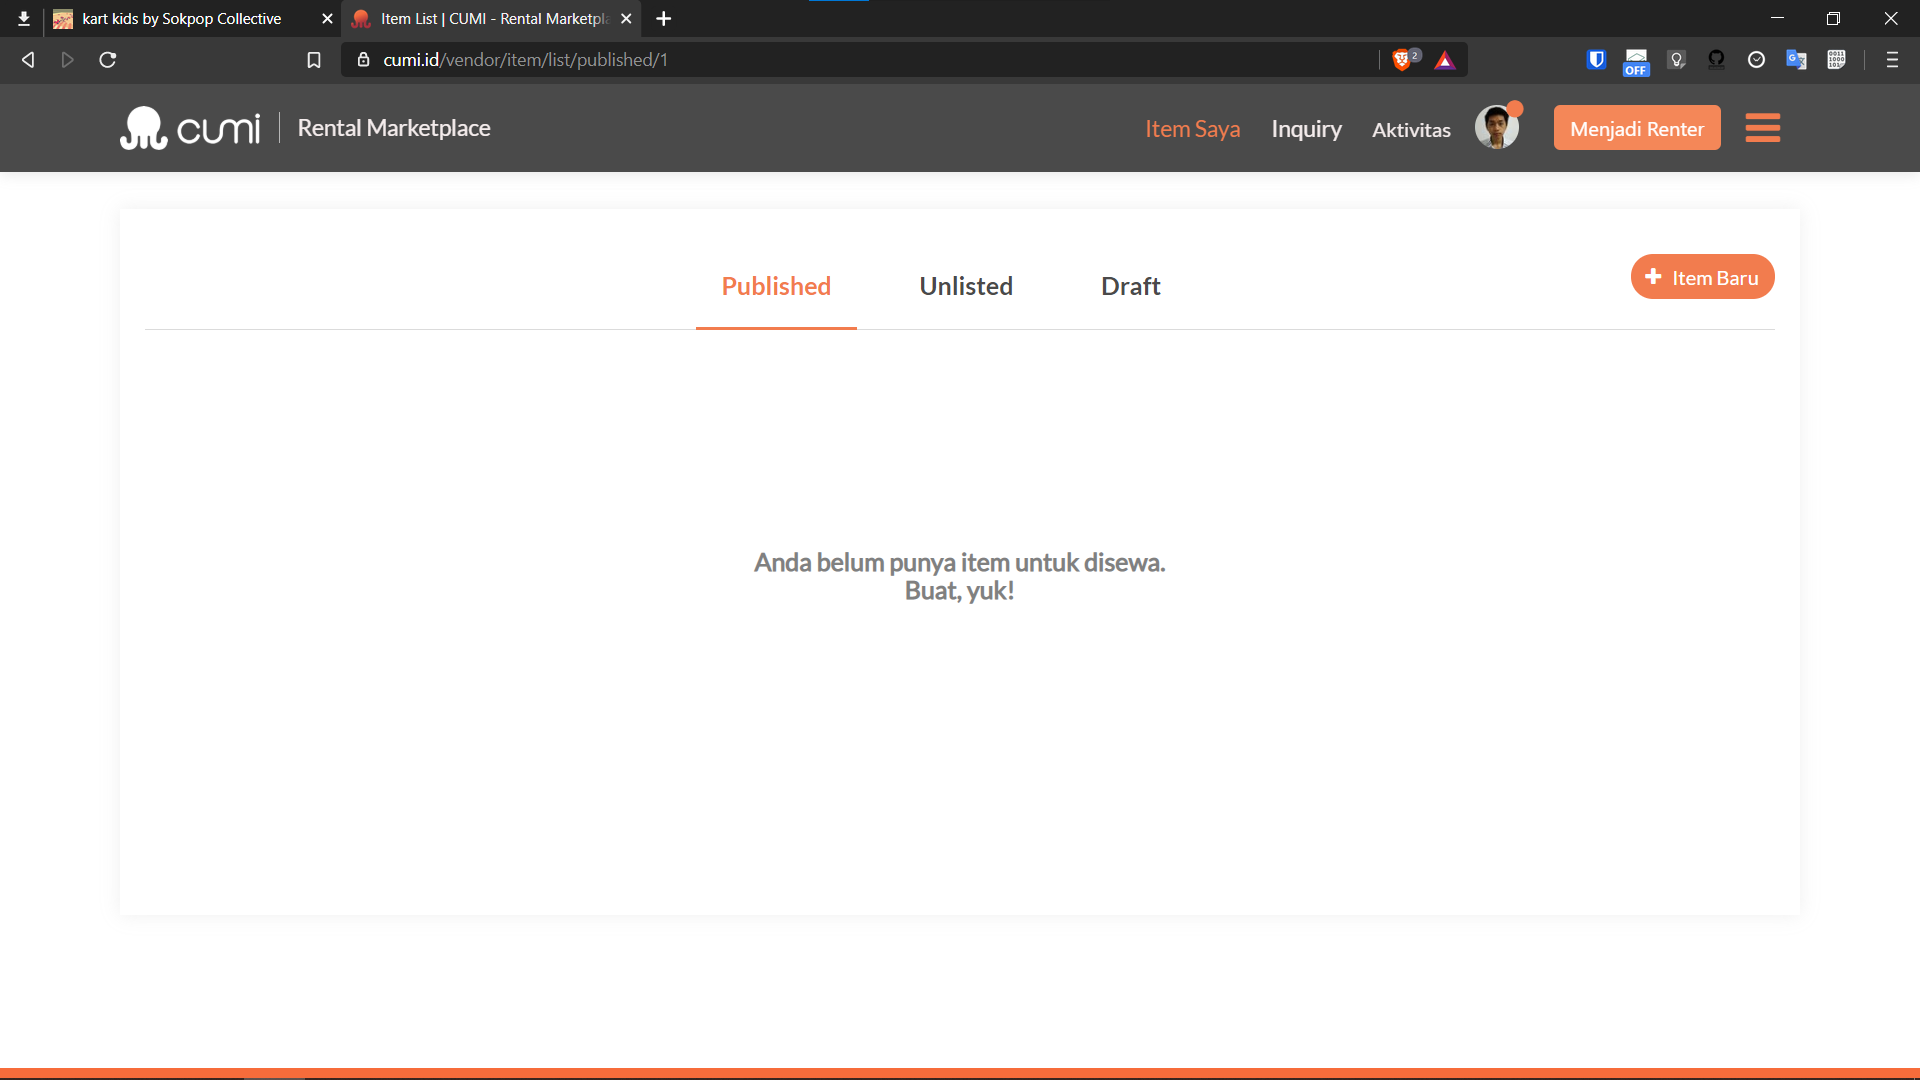 kart kids by Sokpop Collective
Item List | CUMI - Rental Marketpla
cumi.id/vendor/item/list/published/1
2
OFF
cumi
Rental Marketplace
Item Saya
Inquiry
Aktivitas
Menjadi Renter
Published
Unlisted
Draft
Item Baru
Anda belum punya item untuk disewa.
Buat, yuk!